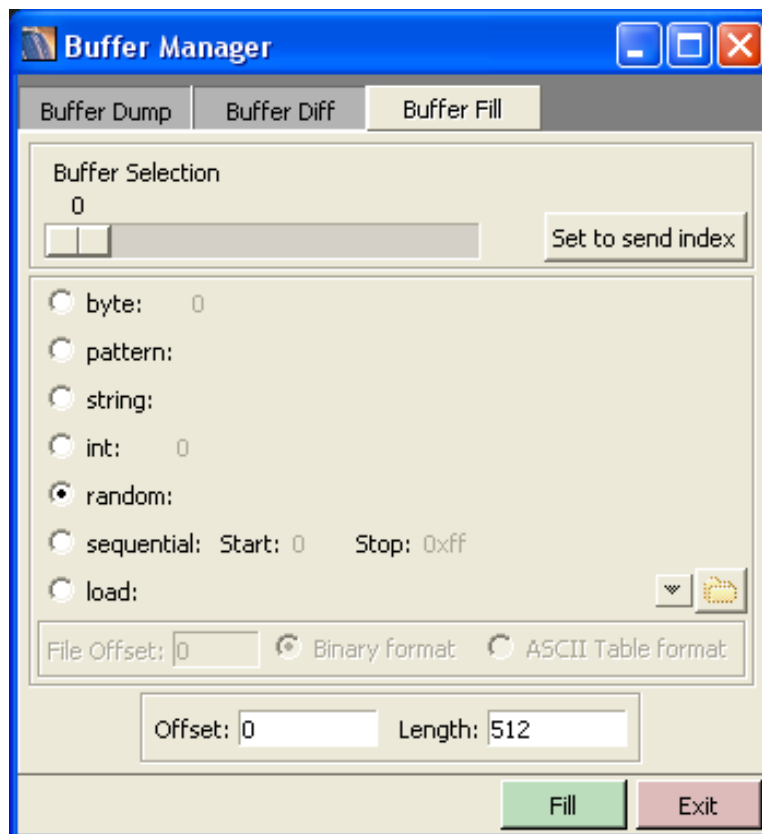 Buffer Manager
Buffer Dump Buffer Diff Buffer Fill
Buffer Selection
0
Set to send index
byte: 0
pattern:
string:
int: 0
random:
sequential: Start: 0 Stop: 0xff
load:
File Offset: 0 Binary format ASCII Table format
Offset: 0 Length: 512
Fill Exit